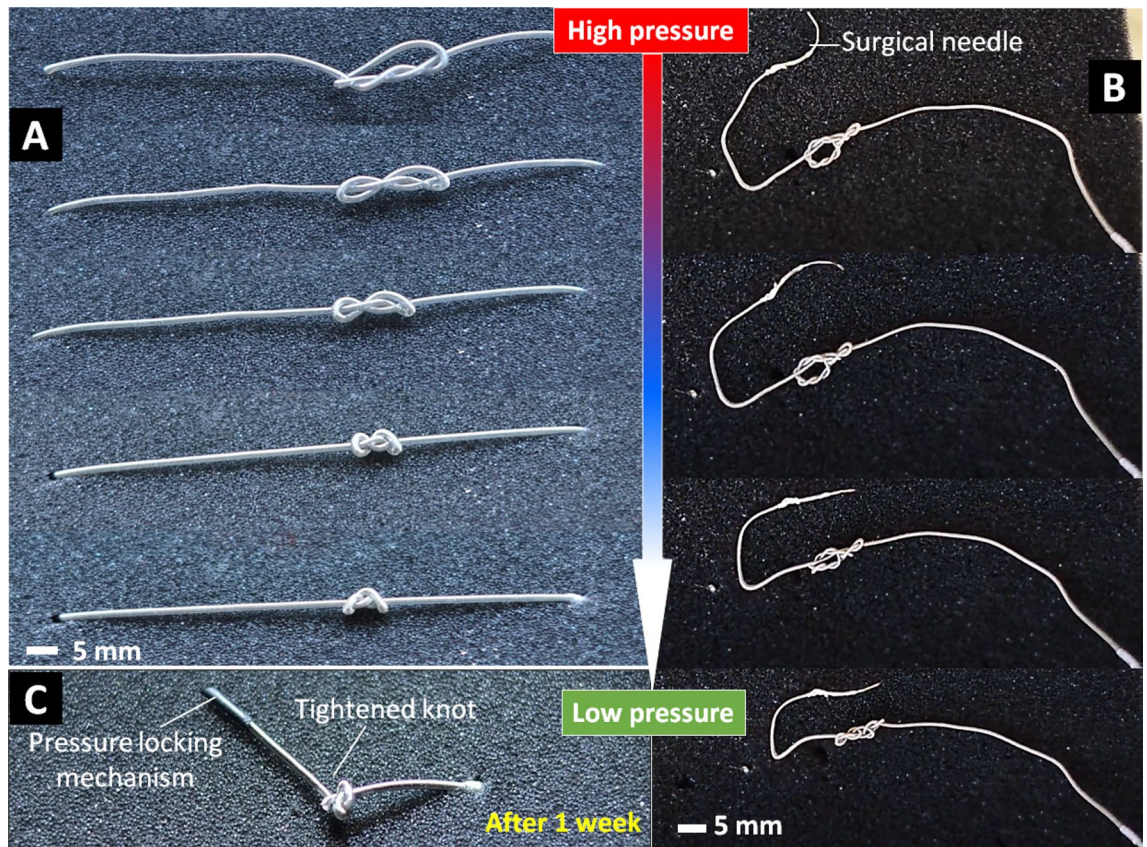 High pressure
Surgical needle
A
B
5 mm
C
Pressure locking
mechanism
Tightened knot
Low pressure
After 1 week
5 mm